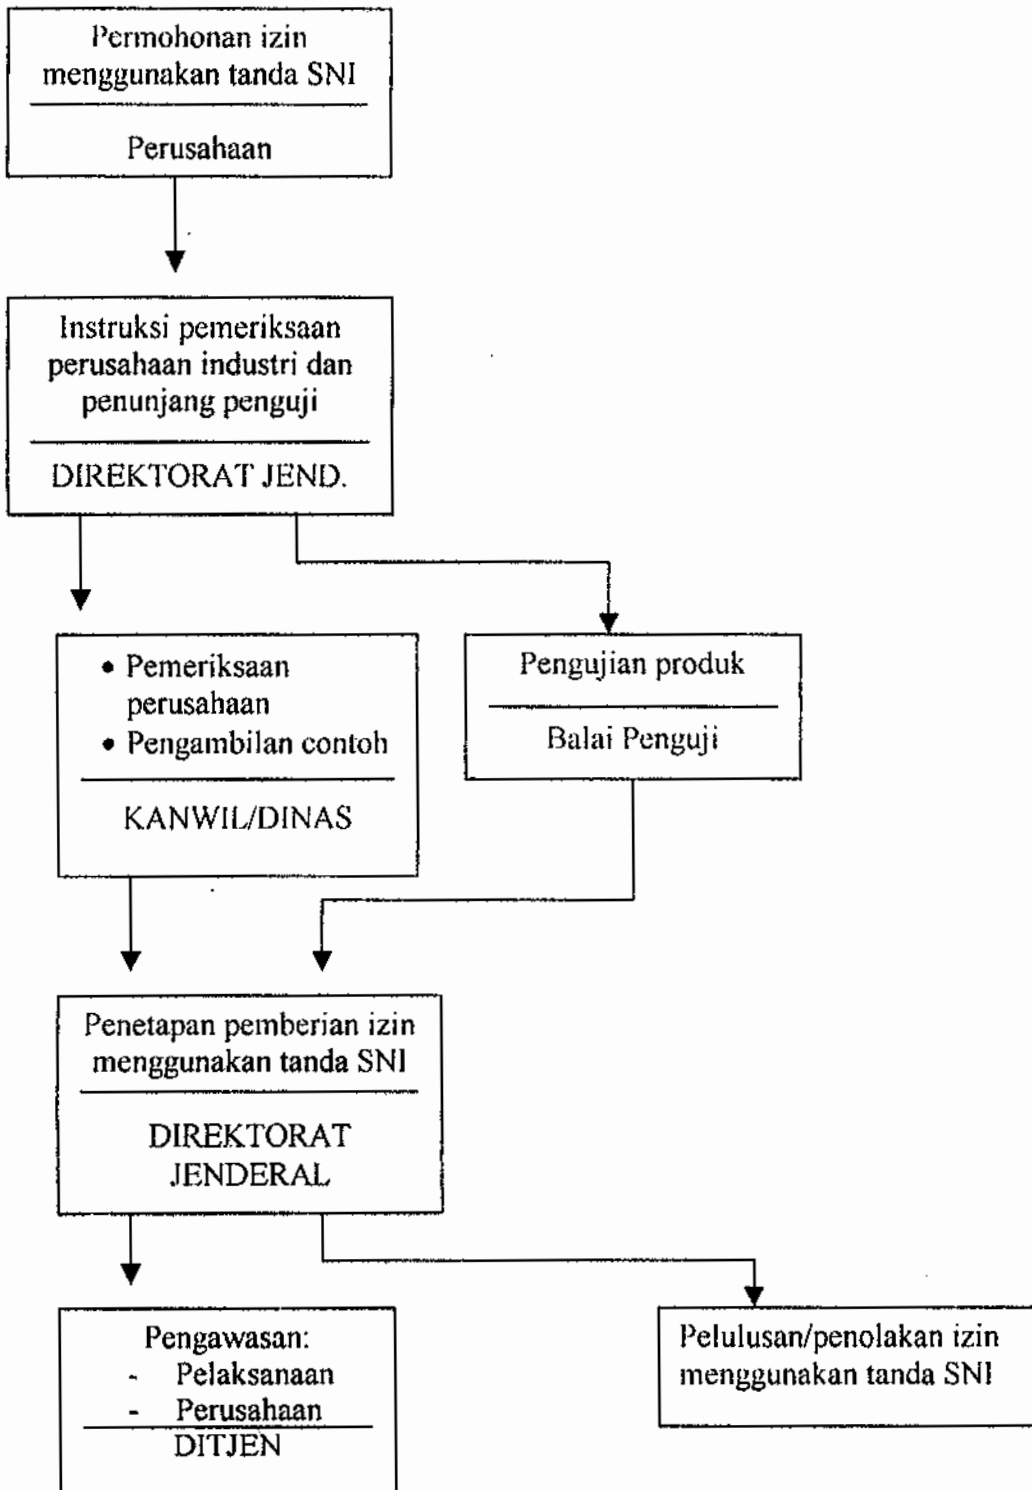 Permohonan izin
menggunakan tanda SNI
Perusahaan
Instruksi pemeriksaan
perusahaan industri dan
penunjang penguji
DIREKTORAT JEND.
• Pemeriksaan
perusahaan
• Pengambilan contoh
KANWIL/DINAS
Pengujian produk
Balai Penguji
Penetapan pemberian izin
menggunakan tanda SNI
DIREKTORAT
JENDERAL
Pengawasan:
- Pelaksanaan
- Perusahaan
DITJEN
Pelulusan/penolakan izin
menggunakan tanda SNI